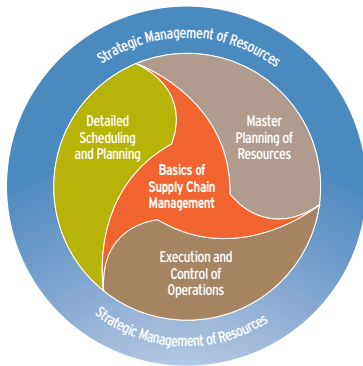 Strategic Management of Resources
Detailed
Scheduling
and Planning
Master
Planning of
Resources
Basics of
Supply Chain
Management
Execution and
Control of
Operations
Strategic Management of Resources